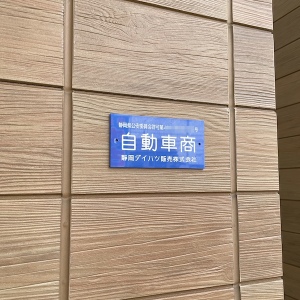 静岡県公安委員会許可第 号
自動車商
静岡ダイハツ販売株式会社